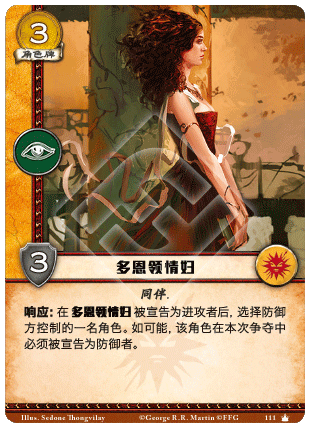 3
角色牌
3
多恩领情妇
同伴.
响应: 在 多恩领情妇 被宣告为进攻者后, 选择防御
方控制的一名角色。如可能, 该角色在本次争夺中
必须被宣告为防御者。
Illus. Sedone Thongvilay ©George R.R. Martin ©FFG 111